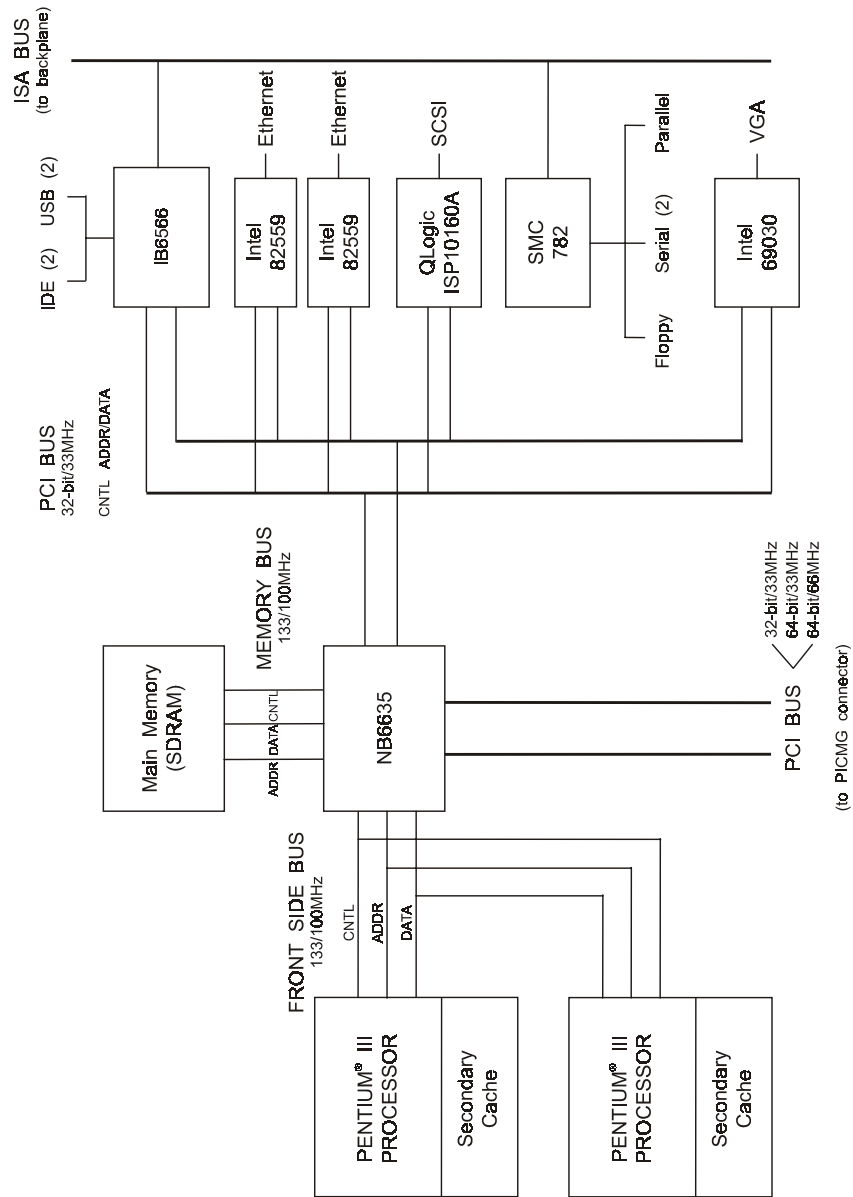 ISA BUS
(to backplane)
USB (2)
IDE (2)
IB6566
Ethernet
Intel
82559
Ethernet
Intel
82559
SCSI
QLogic
ISP10160A
SMC
782
Parallel
Serial (2)
Floppy
VGA
Intel
69030
PCI BUS
32-bit/33MHz
CNTL ADDR/DATA
MEMORY BUS
133/100MHz
Main Memory
(SDRAM)
ADDR DATA CNTL
NB6635
PCI BUS
32-bit/33MHz
64-bit/33MHz
64-bit/66MHz
(to PICMG connector)
FRONT SIDE BUS
133/100MHz
CNTL
ADDR
DATA
PENTIUM® III
PROCESSOR
Secondary
Cache
PENTIUM® III
PROCESSOR
Secondary
Cache